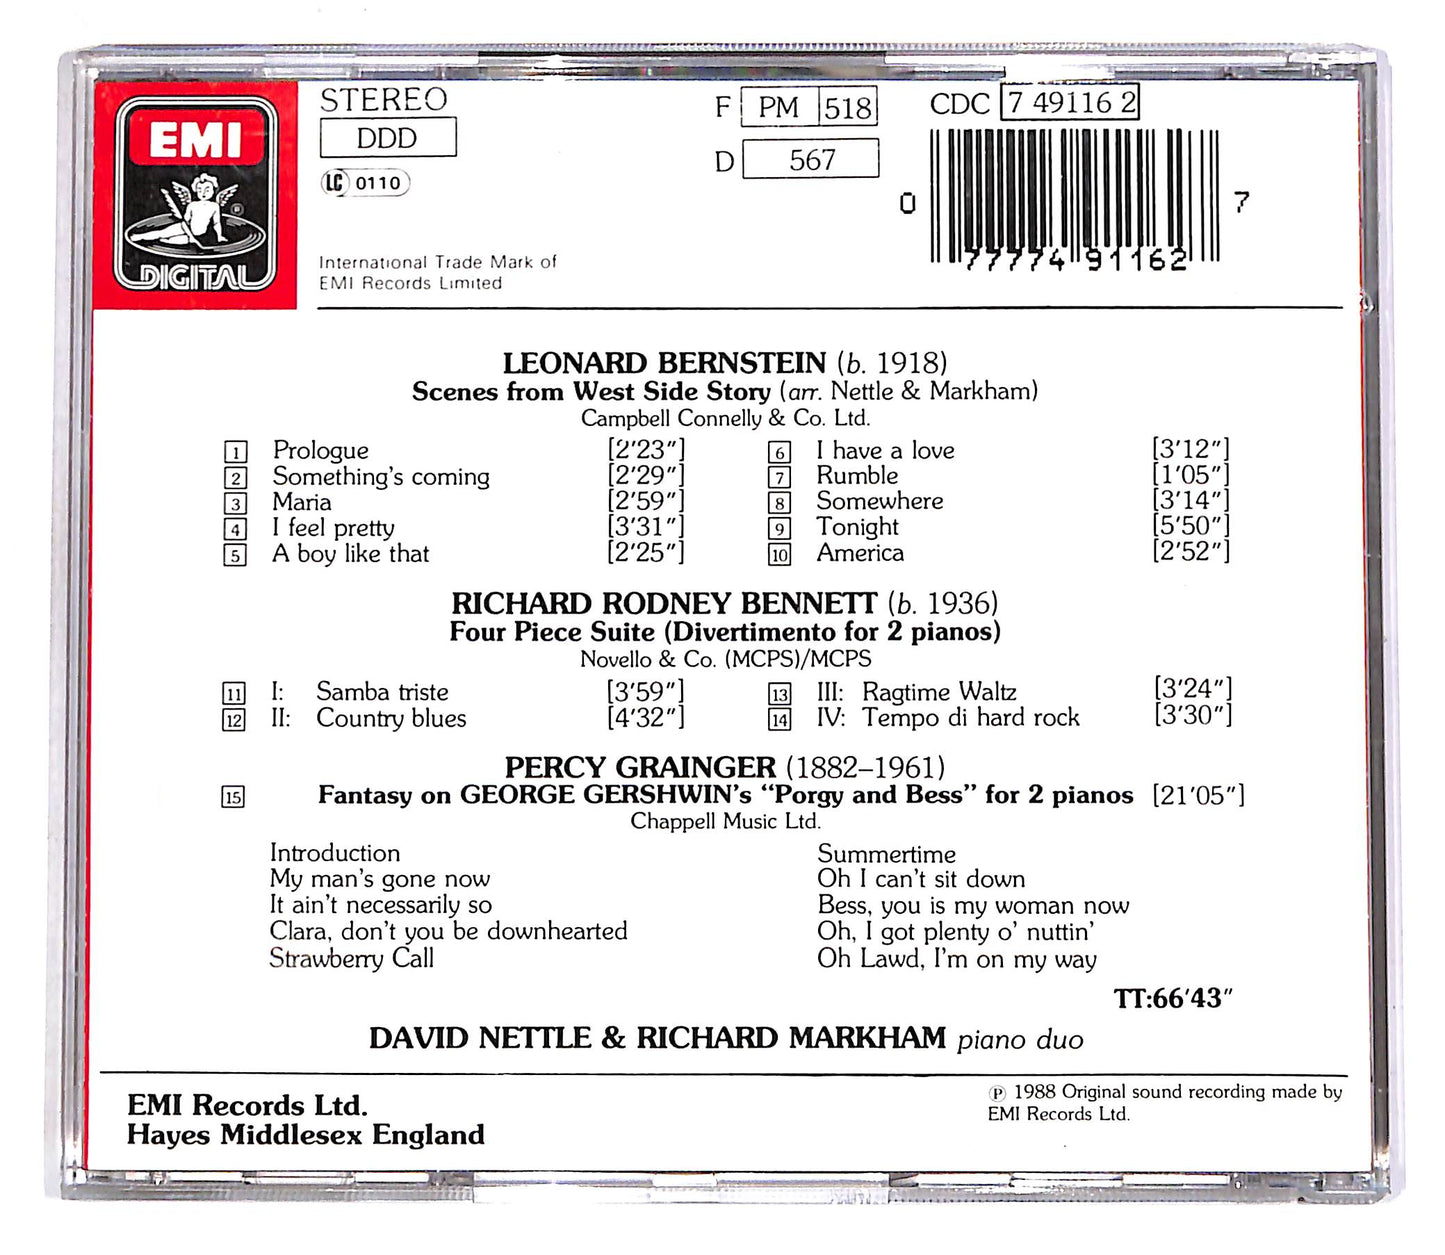 EMI
DIGITAL
STEREO
DDD
LC 0110
International Trade Mark of
EMI Records Limited
F PM 518
D 567
CDC 7 49116 2
0 77774 91162 7
LEONARD BERNSTEIN (b. 1918)
Scenes from West Side Story (arr. Nettle & Markham)
Campbell Connelly & Co. Ltd.
1 Prologue [2'23"]
2 Something's coming [2'29"]
3 Maria [2'59"]
4 I feel pretty [3'31"]
5 A boy like that [2'25"]
6 I have a love [3'12"]
7 Rumble [1'05"]
8 Somewhere [3'14"]
9 Tonight [5'50"]
10 America [2'52"]
RICHARD RODNEY BENNETT (b. 1936)
Four Piece Suite (Divertimento for 2 pianos)
Novello & Co. (MCPS)/MCPS
11 I: Samba triste [3'59"]
12 II: Country blues [4'32"]
13 III: Ragtime Waltz [3'24"]
14 IV: Tempo di hard rock [3'30"]
PERCY GRAINGER (1882–1961)
15 Fantasy on GEORGE GERSHWIN's "Porgy and Bess" for 2 pianos [21'05"]
Chappell Music Ltd.
Introduction
My man's gone now
It ain't necessarily so
Clara, don't you be downhearted
Strawberry Call
Summertime
Oh I can't sit down
Bess, you is my woman now
Oh, I got plenty o' nuttin'
Oh Lawd, I'm on my way
TT:66'43"
DAVID NETTLE & RICHARD MARKHAM piano duo
EMI Records Ltd.
Hayes Middlesex England
℗ 1988 Original sound recording made by
EMI Records Ltd.